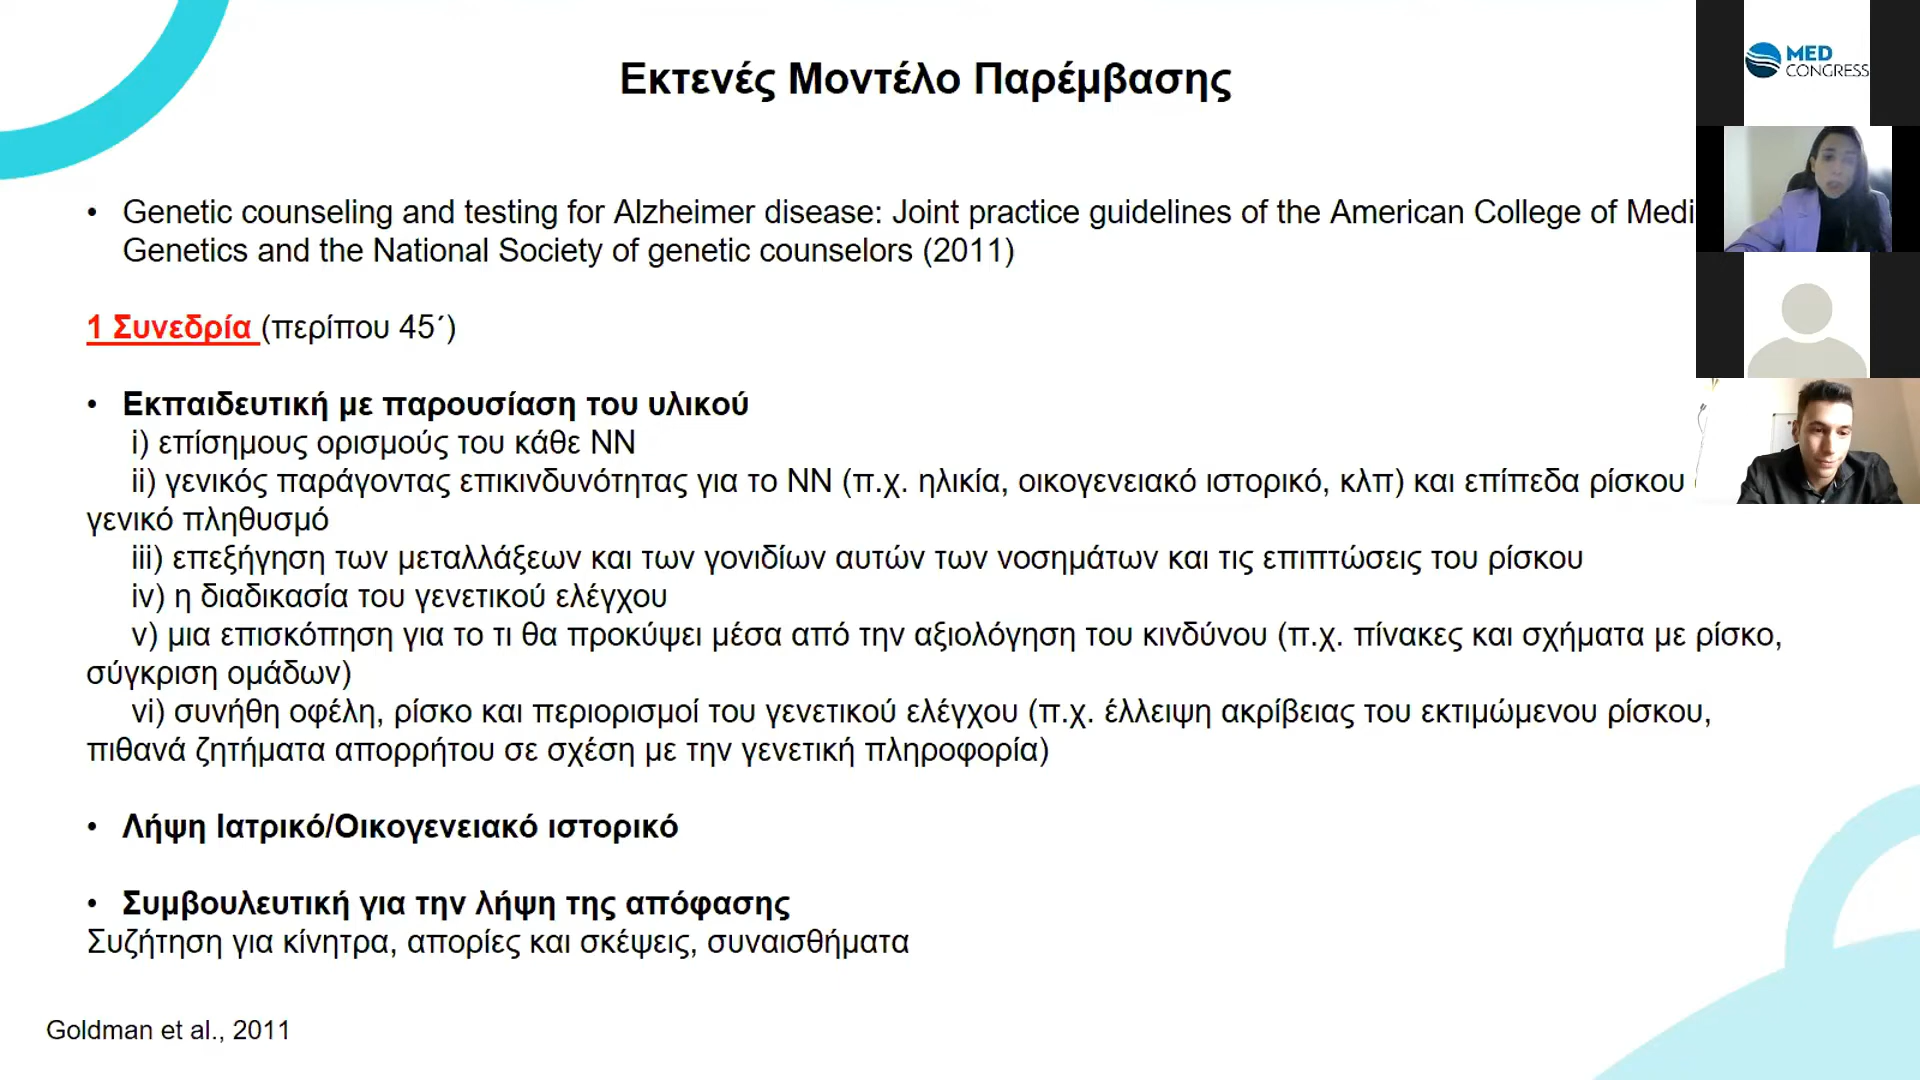 Εκτενές Μοντέλο Παρέμβασης
MED
CONGRESS
• Genetic counseling and testing for Alzheimer disease: Joint practice guidelines of the American College of Medi
Genetics and the National Society of genetic counselors (2011)
1 Συνεδρία (περίπου 45΄)
• Εκπαιδευτική με παρουσίαση του υλικού
i) επίσημους ορισμούς του κάθε ΝΝ
ii) γενικός παράγοντας επικινδυνότητας για το ΝΝ (π.χ. ηλικία, οικογενειακό ιστορικό, κλπ) και επίπεδα ρίσκου
γενικό πληθυσμό
iii) επεξήγηση των μεταλλάξεων και των γονιδίων αυτών των νοσημάτων και τις επιπτώσεις του ρίσκου
iv) η διαδικασία του γενετικού ελέγχου
v) μια επισκόπηση για το τι θα προκύψει μέσα από την αξιολόγηση του κινδύνου (π.χ. πίνακες και σχήματα με ρίσκο,
σύγκριση ομάδων)
vi) συνήθη οφέλη, ρίσκο και περιορισμοί του γενετικού ελέγχου (π.χ. έλλειψη ακρίβειας του εκτιμώμενου ρίσκου,
πιθανά ζητήματα απορρήτου σε σχέση με την γενετική πληροφορία)
• Λήψη Ιατρικό/Οικογενειακό ιστορικό
• Συμβουλευτική για την λήψη της απόφασης
Συζήτηση για κίνητρα, απορίες και σκέψεις, συναισθήματα
Goldman et al., 2011